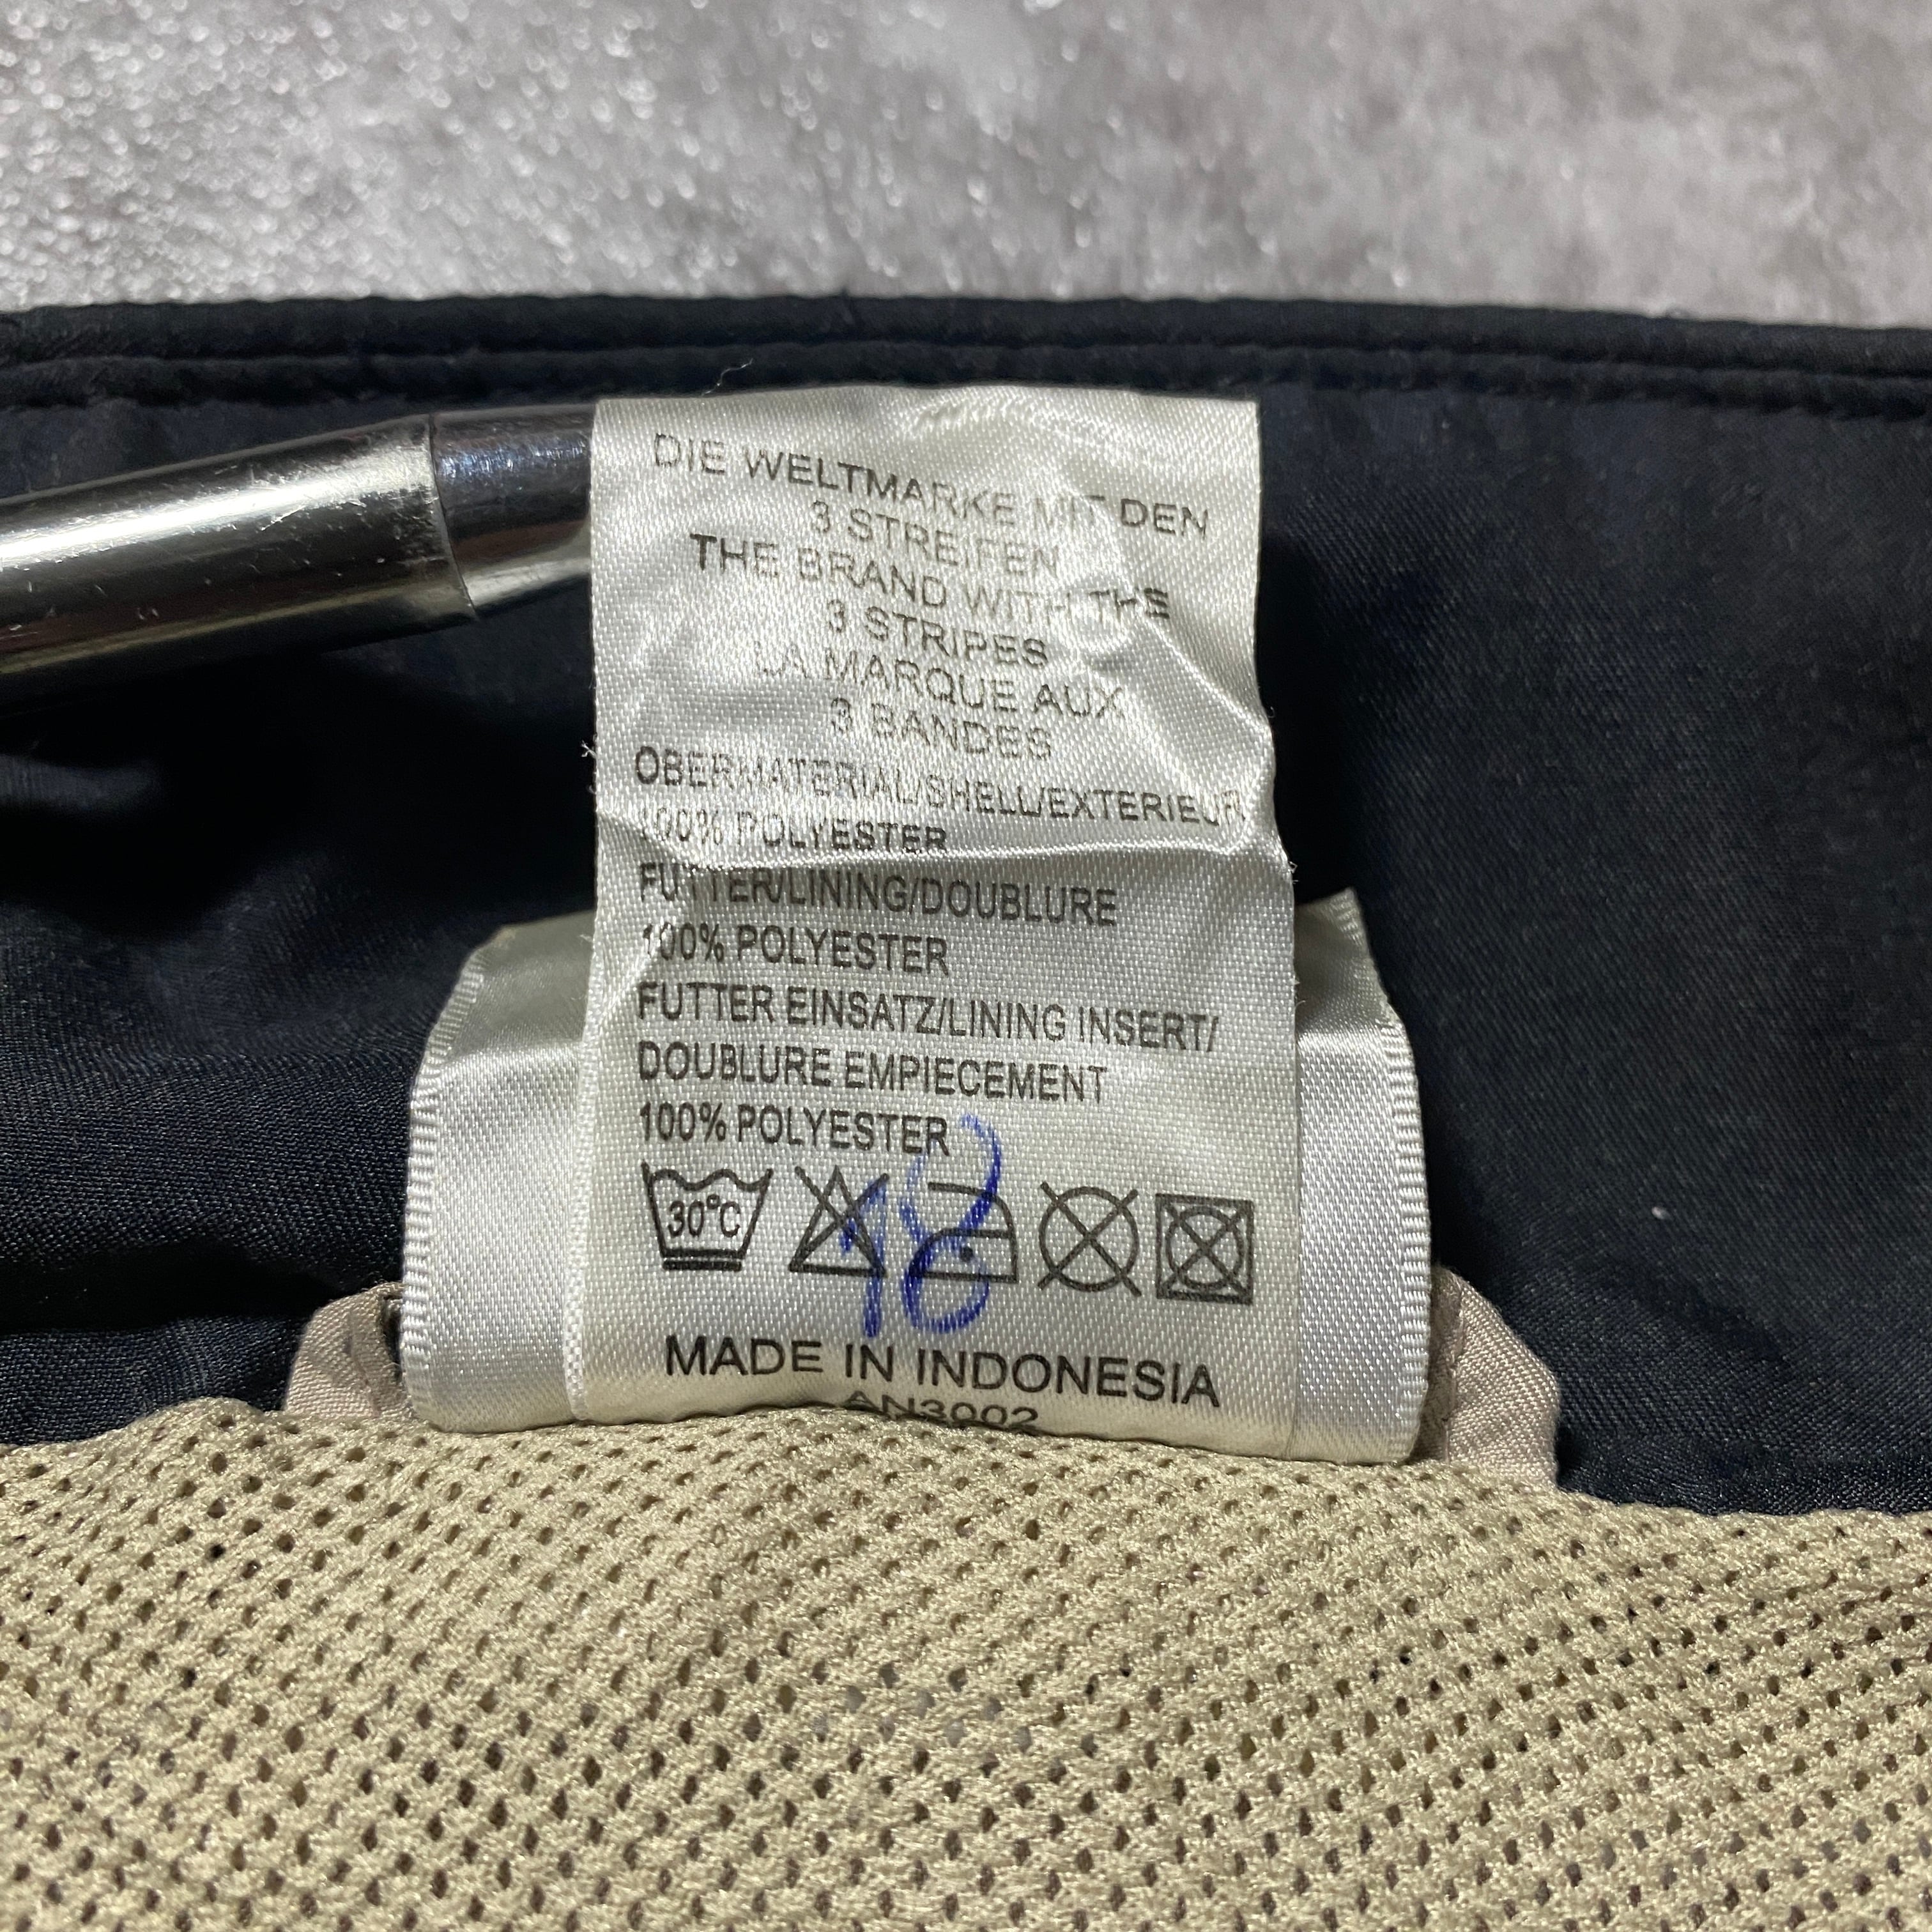 DIE WELTMARKE MIT DEN
3 STREIFEN
THE BRAND WITH THE
3 STRIPES
LA MARQUE AUX
3 BANDES
OBERMATERIAL/SHELL/EXTERIEUR
100% POLYESTER
FUTTER/LINING/DOUBLURE
100% POLYESTER
FUTTER EINSATZ/LINING INSERT/
DOUBLURE EMPIECEMENT
100% POLYESTER
30°C
18
MADE IN INDONESIA
AN3002